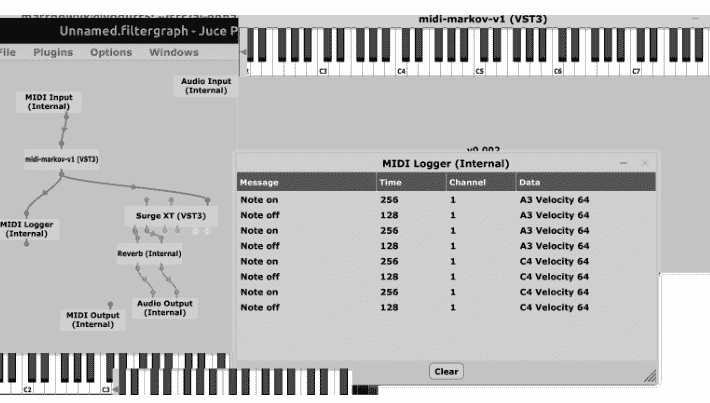 midi-markov-v1 (VST3)
Unnamed.filtergraph - Juce P
File Plugins Options Windows
C3 C4 C5 C6 C7
Audio Input
(Internal)
MIDI Input
(Internal)
v0.002
midi-markov-v1 (VST3)
MIDI Logger (Internal)
Message Time Channel Data
Note on 256 1 A3 Velocity 64
Note off 128 1 A3 Velocity 64
Note on 256 1 A3 Velocity 64
Note off 128 1 A3 Velocity 64
Note on 256 1 C4 Velocity 64
Note off 128 1 C4 Velocity 64
Note on 256 1 C4 Velocity 64
Note off 128 1 C4 Velocity 64
Surge XT (VST3)
MIDI Logger
(Internal)
Reverb (Internal)
Audio Output
(Internal)
MIDI Output
(Internal)
Clear
C2 C3